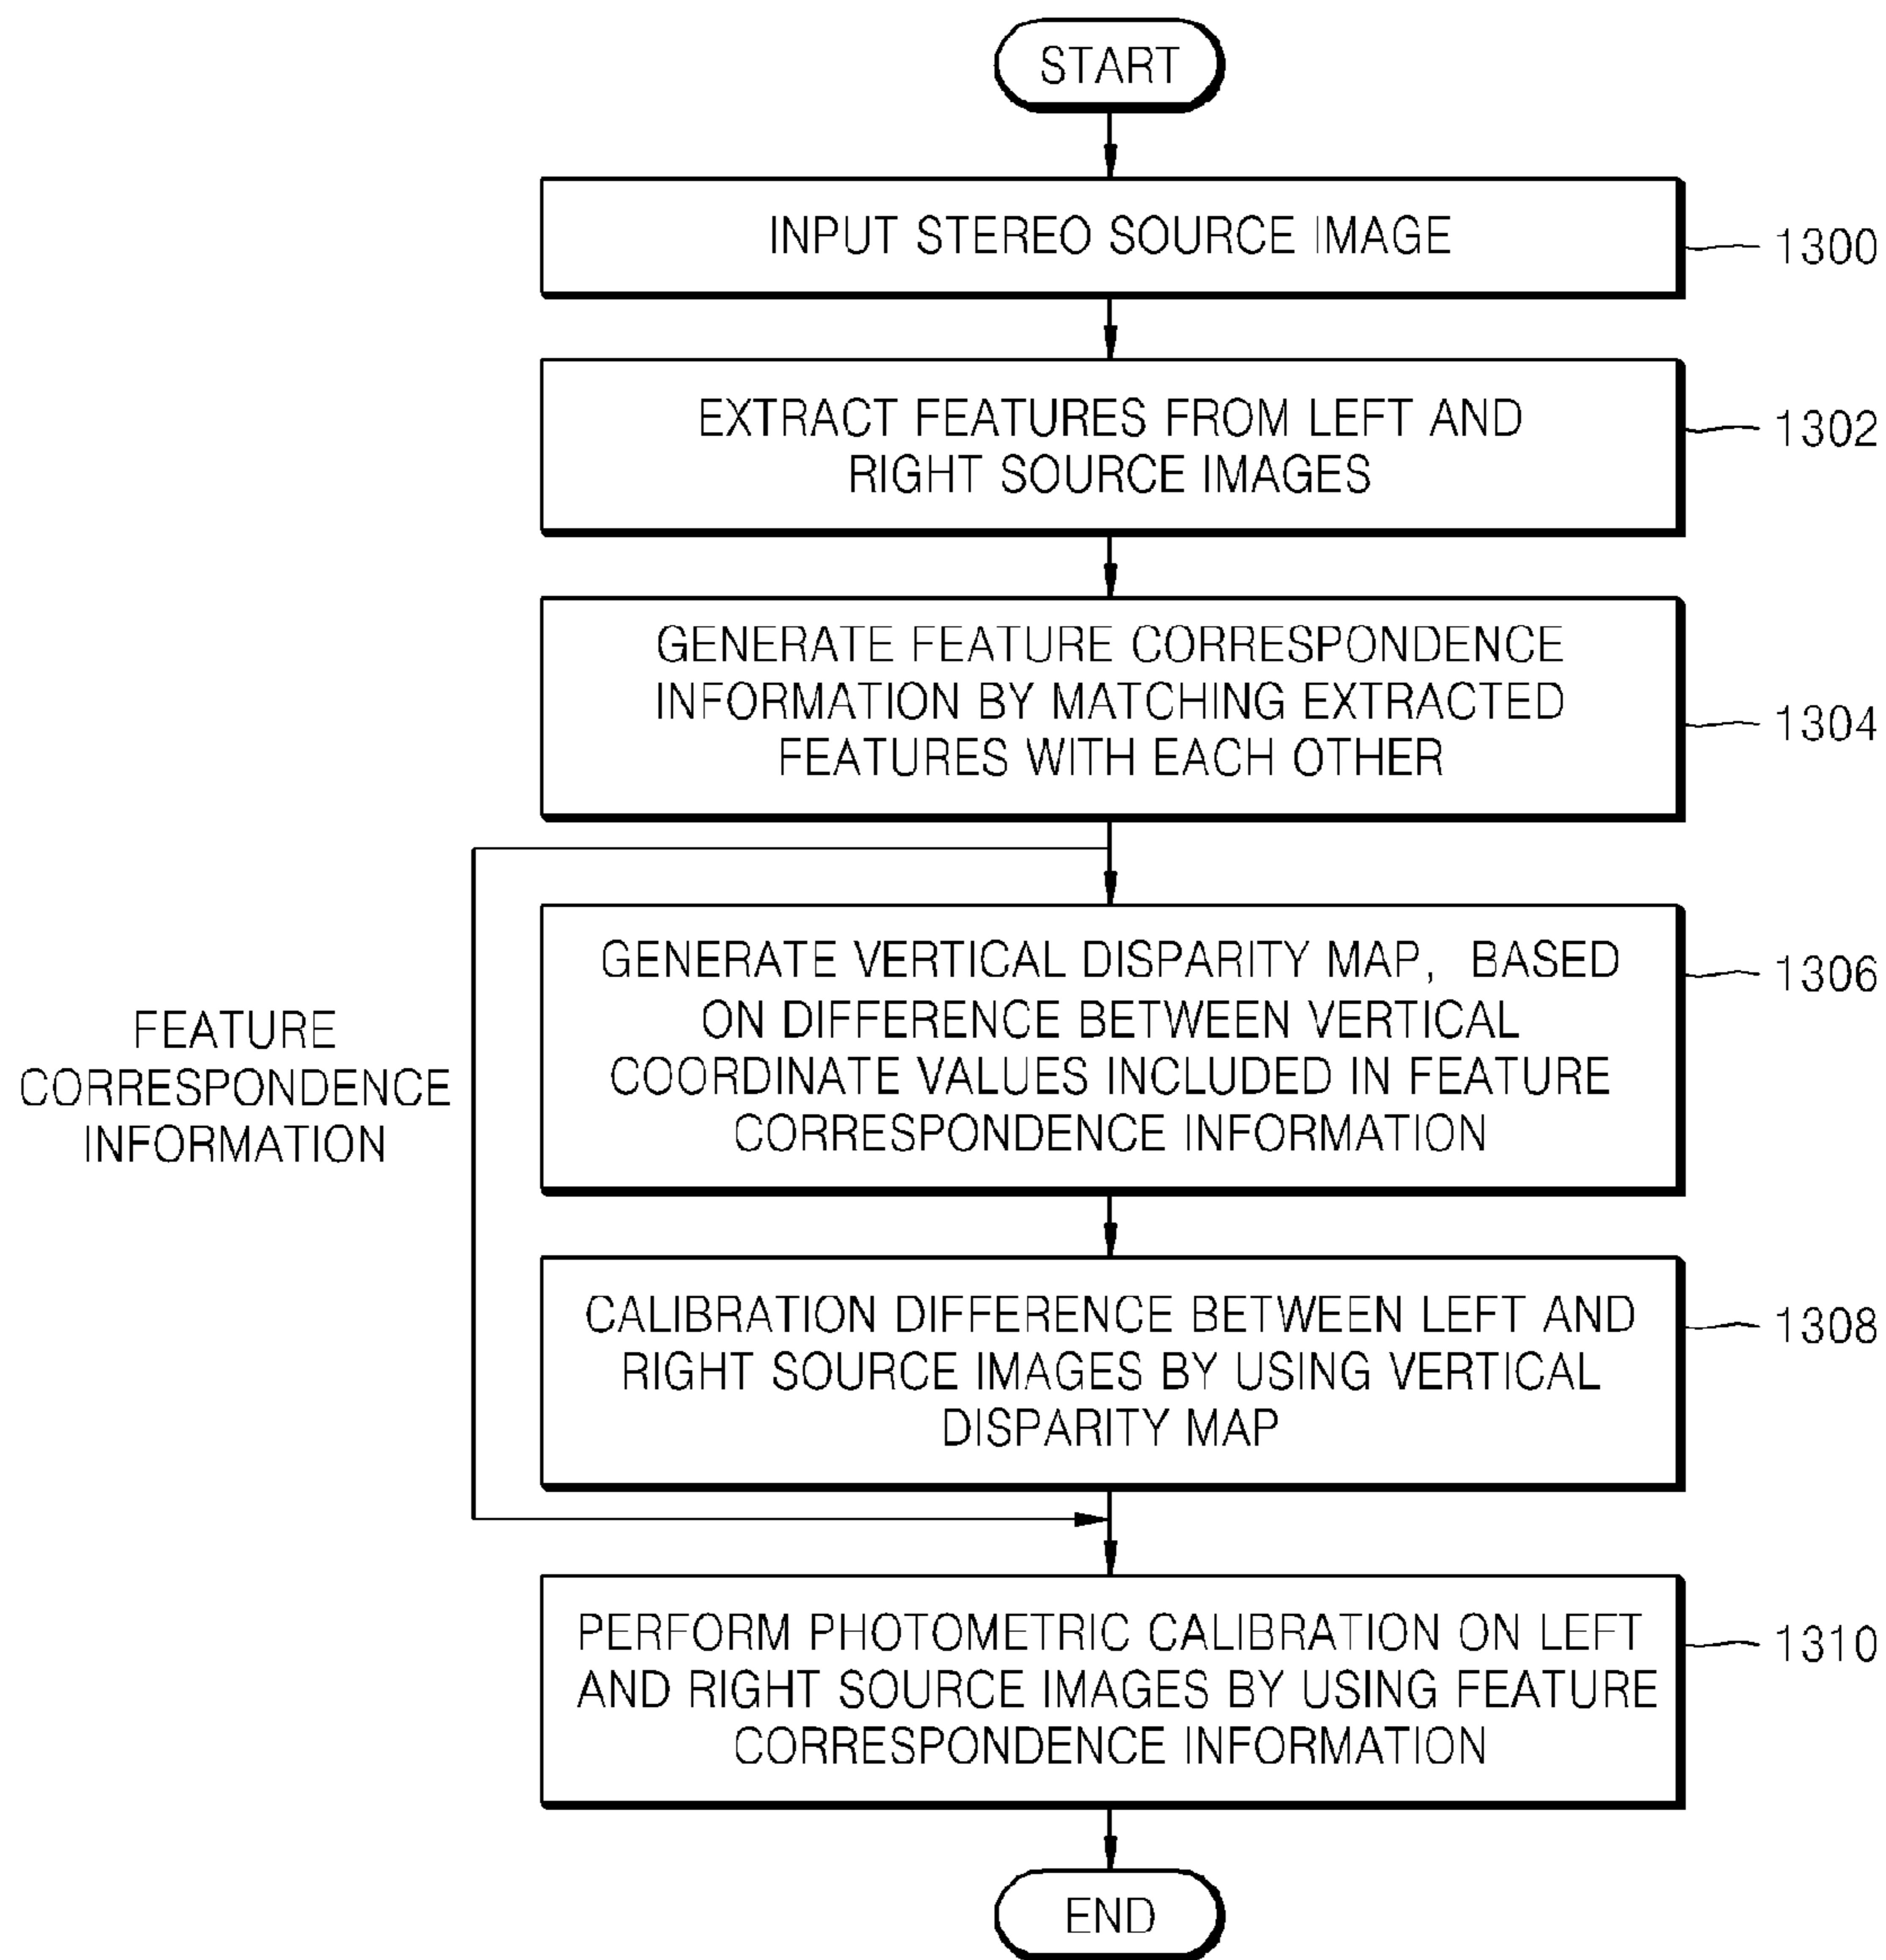 START
INPUT STEREO SOURCE IMAGE
1300
EXTRACT FEATURES FROM LEFT AND
RIGHT SOURCE IMAGES
1302
GENERATE FEATURE CORRESPONDENCE
INFORMATION BY MATCHING EXTRACTED
FEATURES WITH EACH OTHER
1304
FEATURE
CORRESPONDENCE
INFORMATION
GENERATE VERTICAL DISPARITY MAP, BASED
ON DIFFERENCE BETWEEN VERTICAL
COORDINATE VALUES INCLUDED IN FEATURE
CORRESPONDENCE INFORMATION
1306
CALIBRATION DIFFERENCE BETWEEN LEFT AND
RIGHT SOURCE IMAGES BY USING VERTICAL
DISPARITY MAP
1308
PERFORM PHOTOMETRIC CALIBRATION ON LEFT
AND RIGHT SOURCE IMAGES BY USING FEATURE
CORRESPONDENCE INFORMATION
1310
END